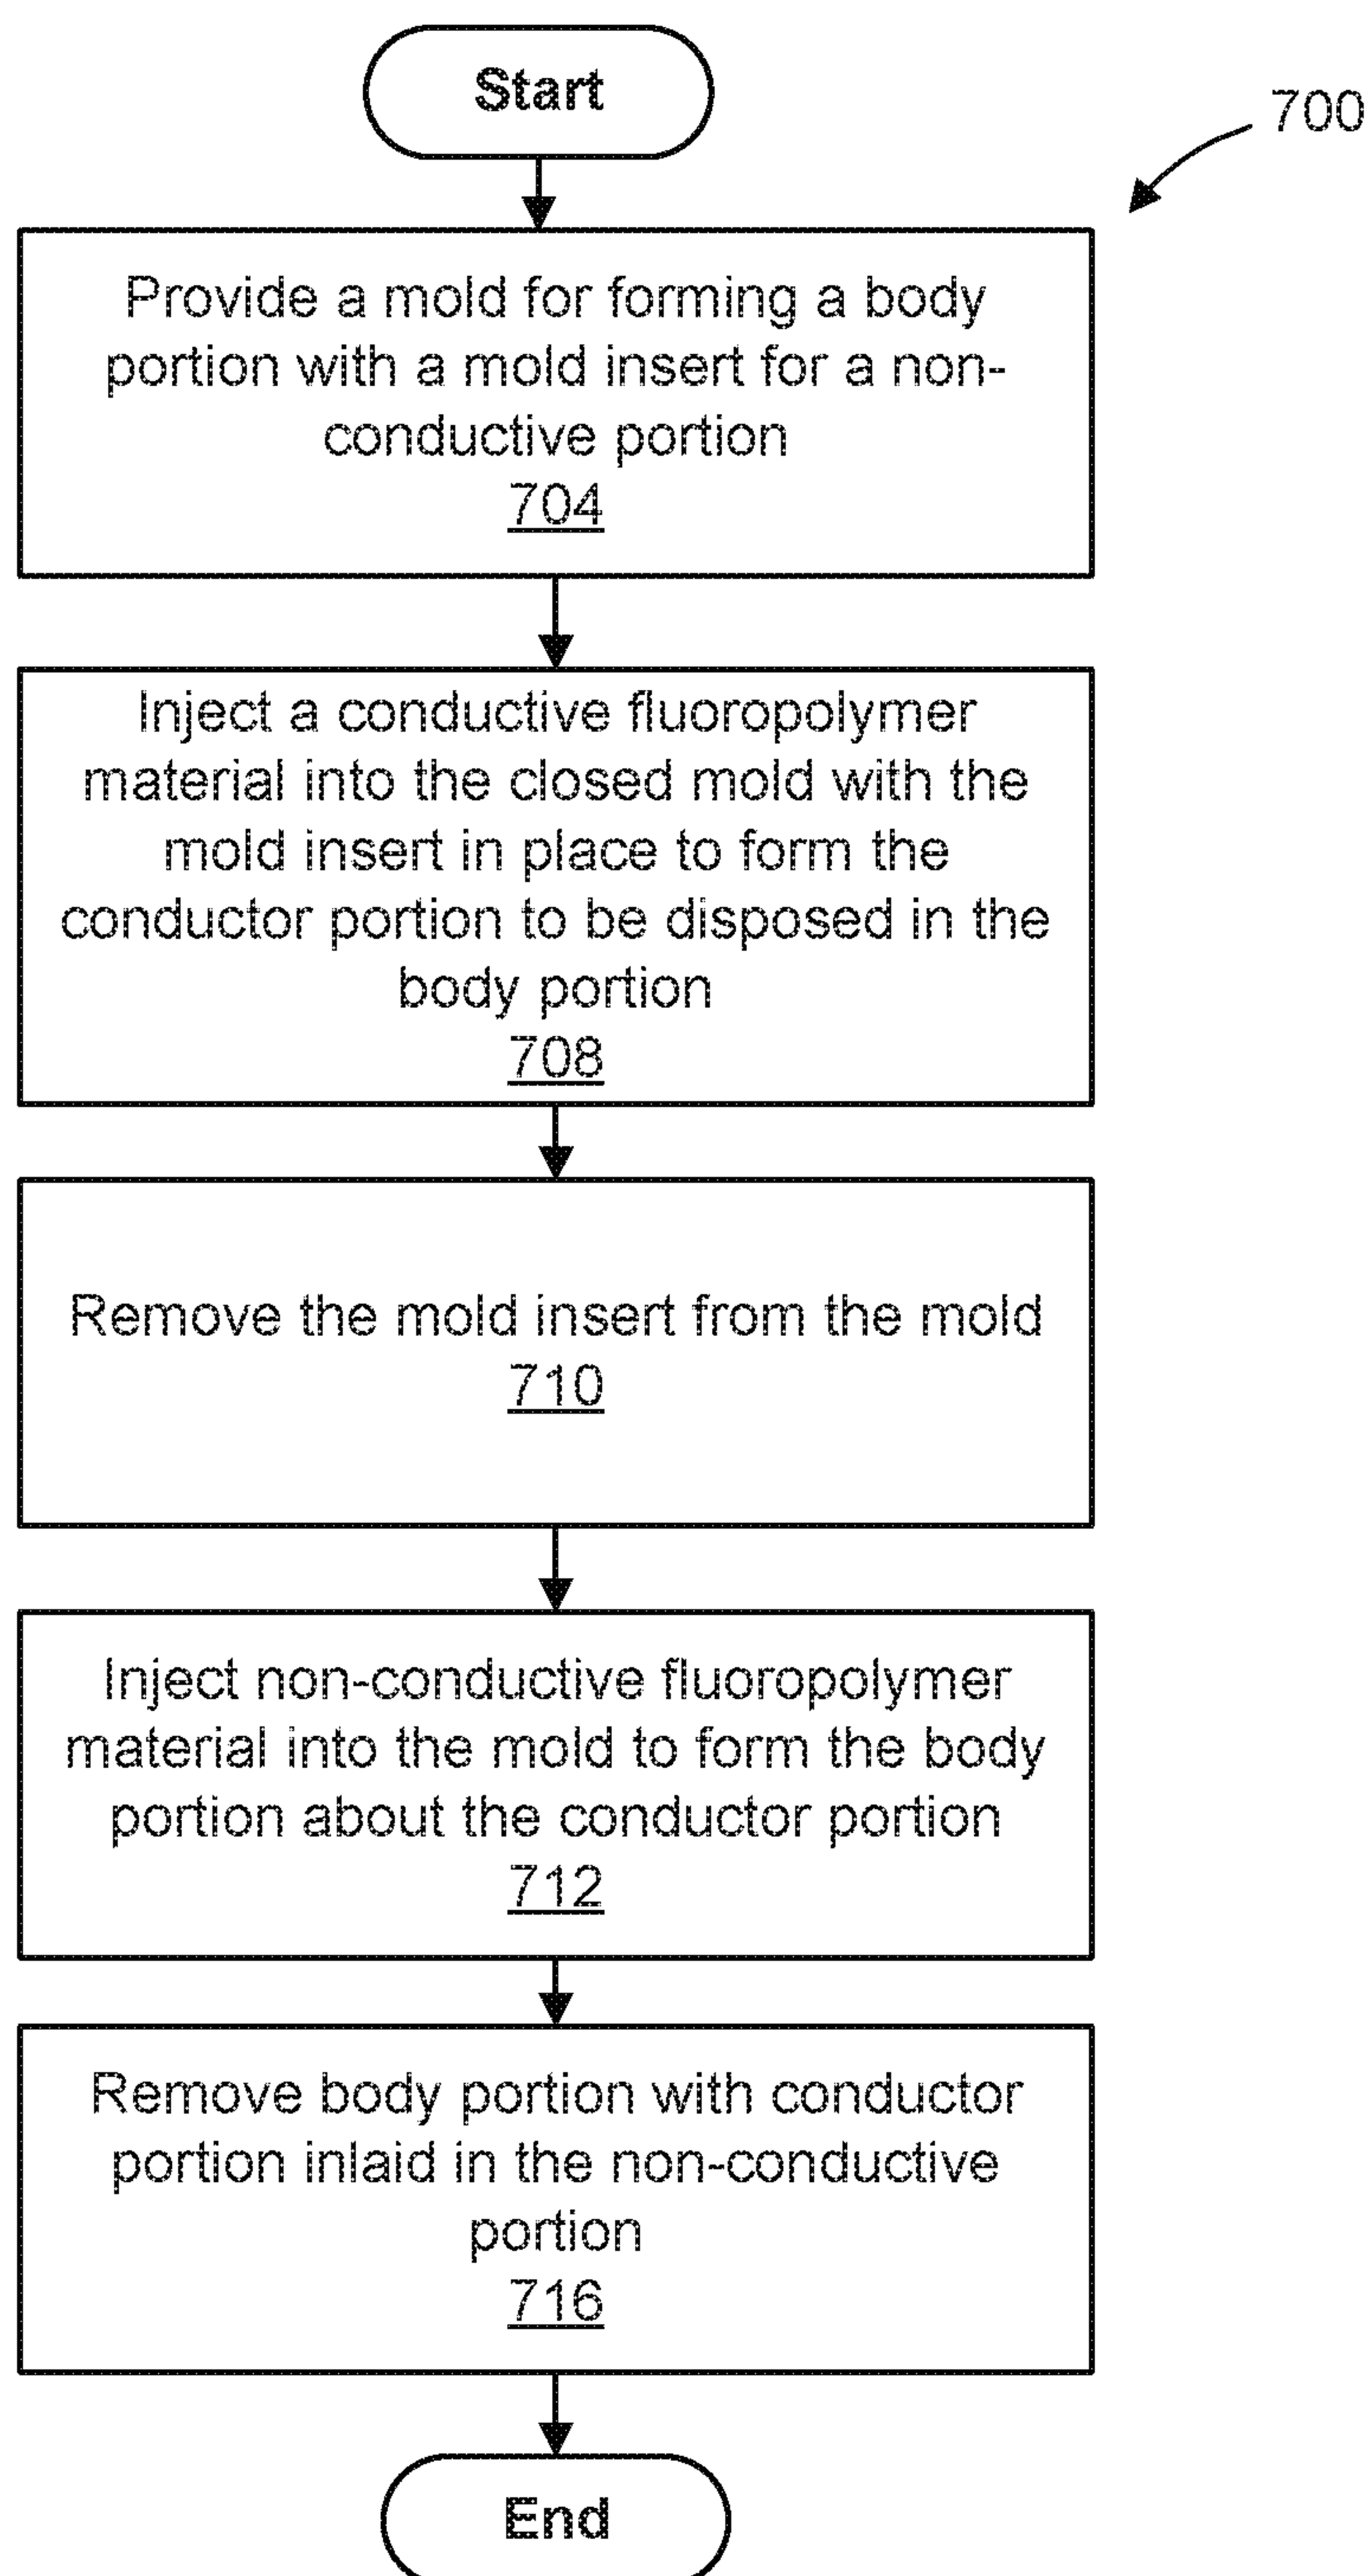 Start
700
Provide a mold for forming a body
portion with a mold insert for a non-
conductive portion
704
Inject a conductive fluoropolymer
material into the closed mold with the
mold insert in place to form the
conductor portion to be disposed in the
body portion
708
Remove the mold insert from the mold
710
Inject non-conductive fluoropolymer
material into the mold to form the body
portion about the conductor portion
712
Remove body portion with conductor
portion inlaid in the non-conductive
portion
716
End